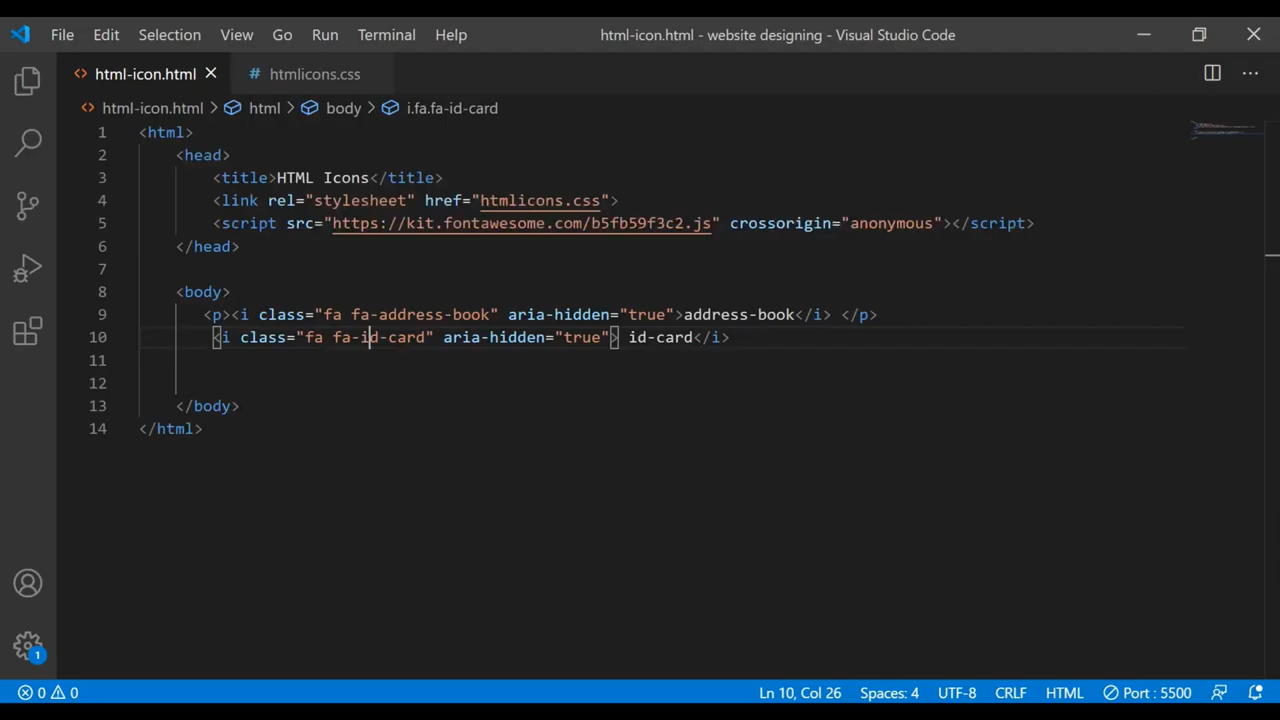 File Edit Selection View Go Run Terminal Help html-icon.html - website designing - Visual Studio Code
html-icon.html # htmlicons.css
html-icon.html > html > body > i.fa.fa-id-card
1 <html>
2 <head>
3 <title>HTML Icons</title>
4 <link rel="stylesheet" href="htmlicons.css">
5 <script src="https://kit.fontawesome.com/b5fb59f3c2.js" crossorigin="anonymous"></script>
6 </head>
7
8 <body>
9 <p><i class="fa fa-address-book" aria-hidden="true">address-book</i> </p>
10 <i class="fa fa-id-card" aria-hidden="true"> id-card</i>
11
12
13 </body>
14 </html>
1
0 0 Ln 10, Col 26 Spaces: 4 UTF-8 CRLF HTML Port : 5500